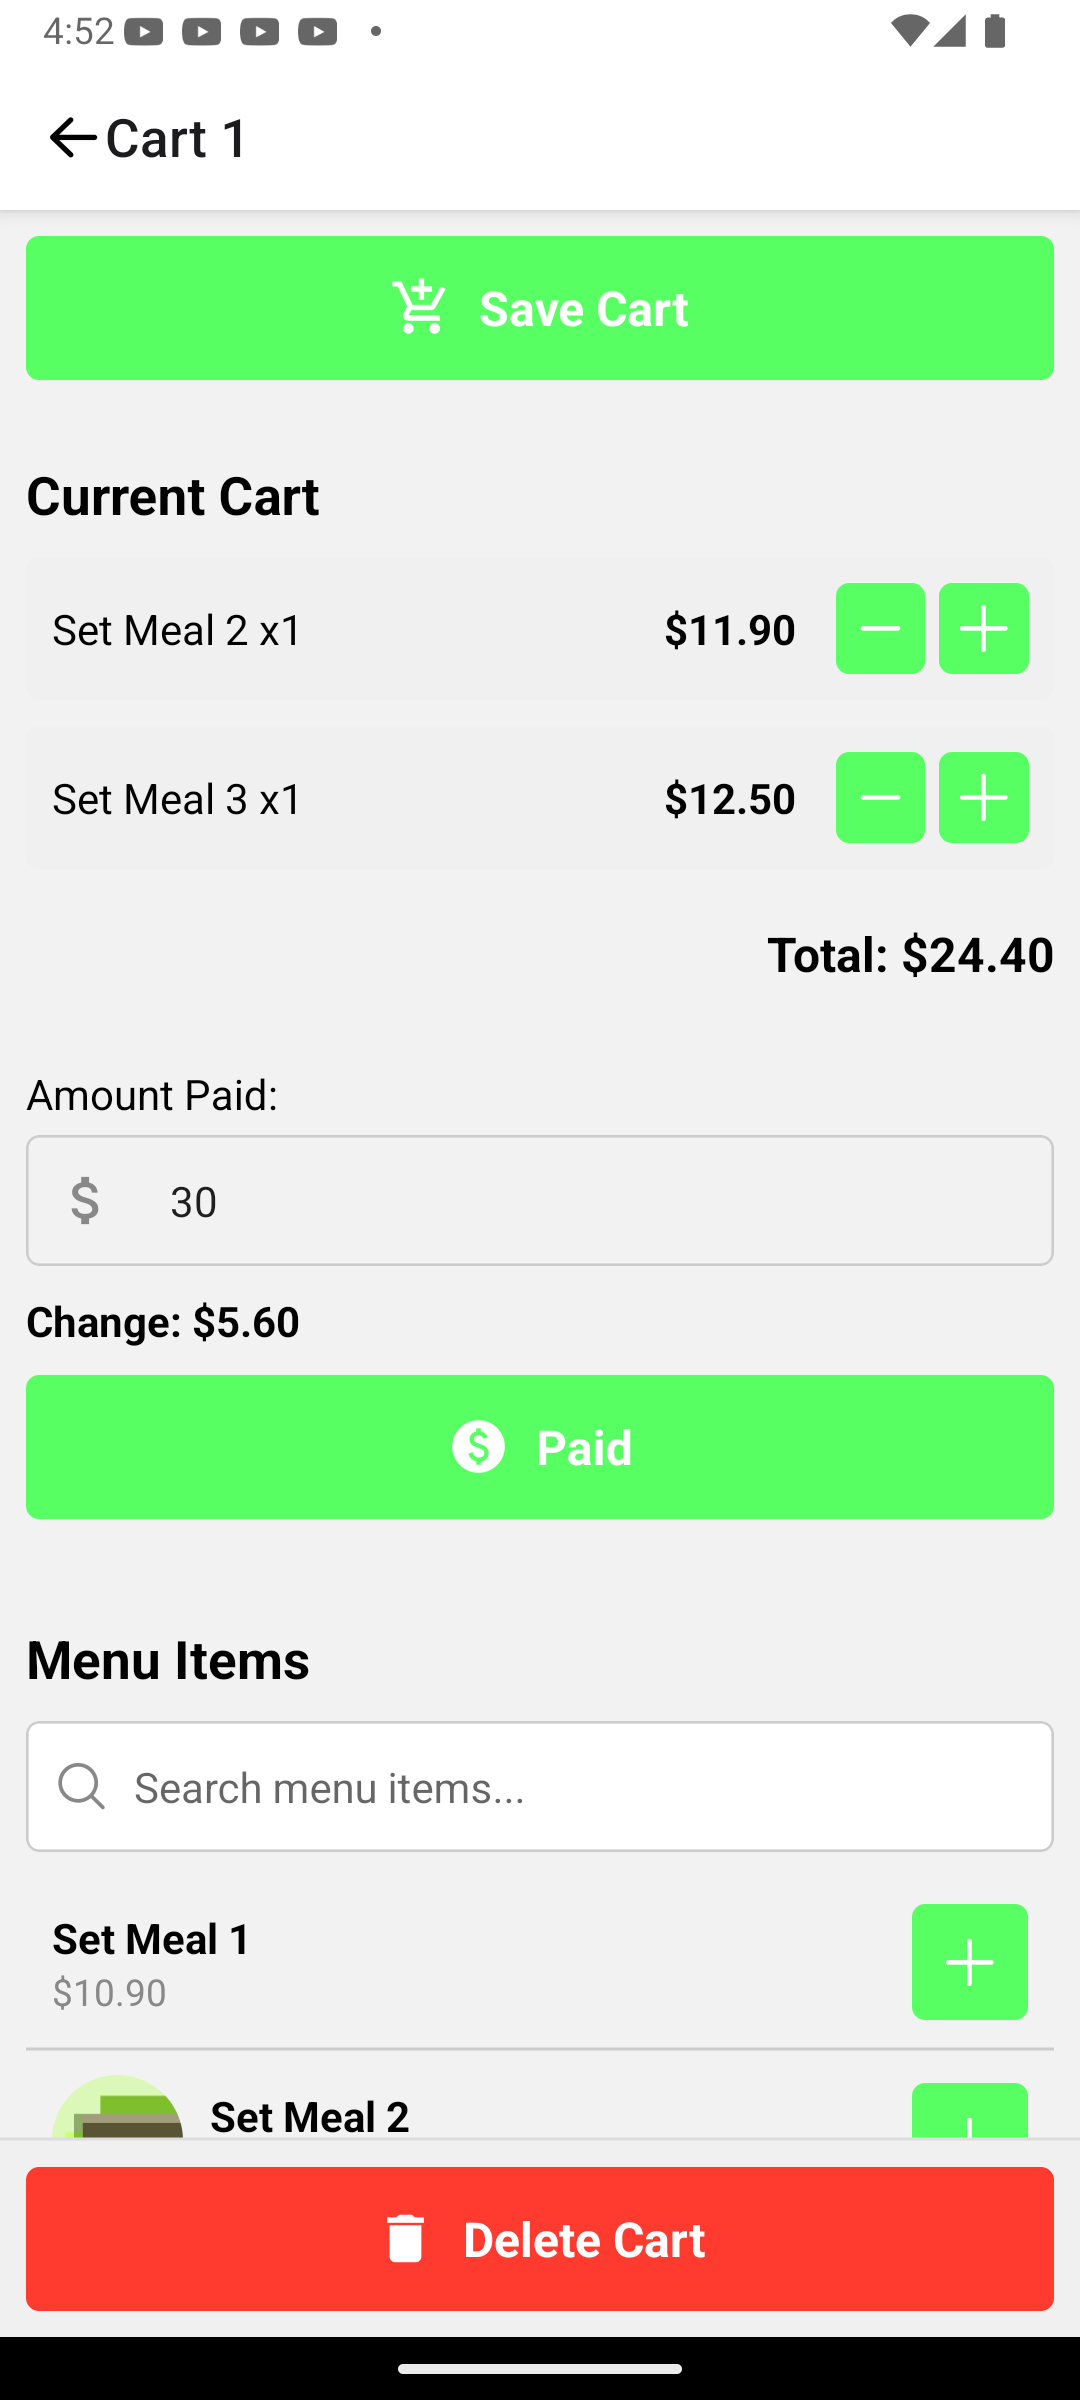 4:52
Cart 1
Save Cart
Current Cart
Set Meal 2 x1 $11.90
Set Meal 3 x1 $12.50
Total: $24.40
Amount Paid:
$ 30
Change: $5.60
$ Paid
Menu Items
Search menu items...
Set Meal 1
$10.90
Set Meal 2
Delete Cart